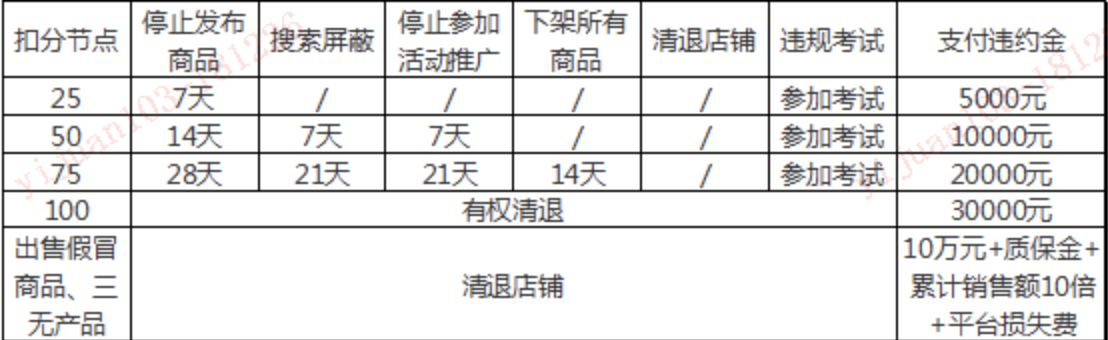 扣分节点 停止发布商品 搜索屏蔽 停止参加活动推广 下架所有商品 清退店铺 违规考试 支付违约金
25 7天 / / / / 参加考试 5000元
50 14天 7天 7天 / / 参加考试 10000元
75 28天 21天 21天 14天 / 参加考试 20000元
100 有权清退 30000元
出售假冒商品、三无产品 清退店铺 10万元+质保金+累计销售额10倍+平台损失费